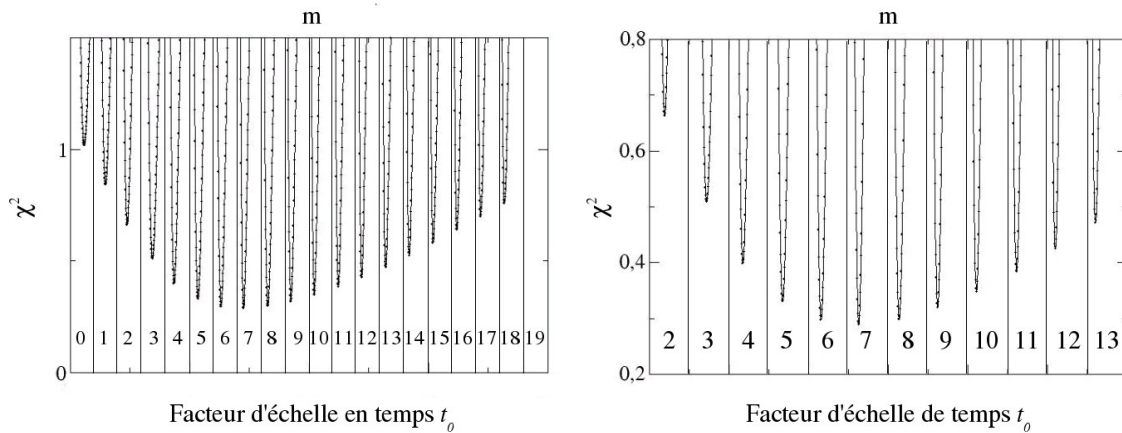 m
χ²
1
0
0 1 2 3 4 5 6 7 8 9 10 11 12 13 14 15 16 17 18 19
Facteur d'échelle en temps t₀
m
χ²
0,8
0,6
0,4
0,2
2 3 4 5 6 7 8 9 10 11 12 13
Facteur d'échelle de temps t₀